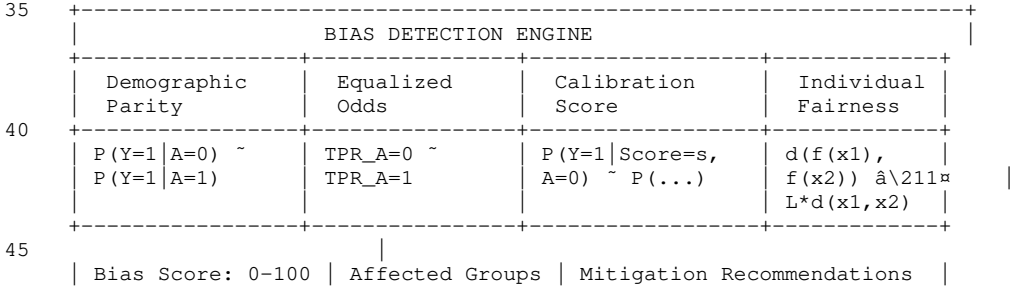 35 +-------------------------------------------------------------------+
| BIAS DETECTION ENGINE |
+-----------------+----------------+------------------+-------------+
| Demographic | Equalized | Calibration | Individual |
| Parity | Odds | Score | Fairness |
40 +-----------------+----------------+------------------+-------------+
| P(Y=1|A=0) ˜ | TPR_A=0 ˜ | P(Y=1|Score=s, | d(f(x1), |
| P(Y=1|A=1) | TPR_A=1 | A=0) ˜ P(...) | f(x2)) â\211¤ |
| | | | L*d(x1,x2) |
+-----------------+----------------+------------------+-------------+
45 |
| Bias Score: 0-100 | Affected Groups | Mitigation Recommendations |